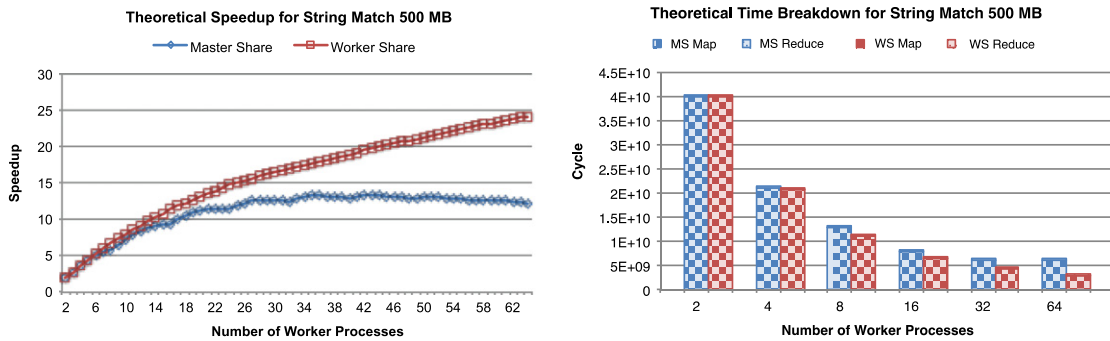 Theoretical Speedup for String Match 500 MB
Master Share
Worker Share
30
25
20
15
10
5
0
Speedup
2 6 10 14 18 22 26 30 34 38 42 46 50 54 58 62
Number of Worker Processes
Theoretical Time Breakdown for String Match 500 MB
MS Map
MS Reduce
WS Map
WS Reduce
4.5E+10
4E+10
3.5E+10
3E+10
2.5E+10
2E+10
1.5E+10
1E+10
5E+09
0
Cycle
2 4 8 16 32 64
Number of Worker Processes